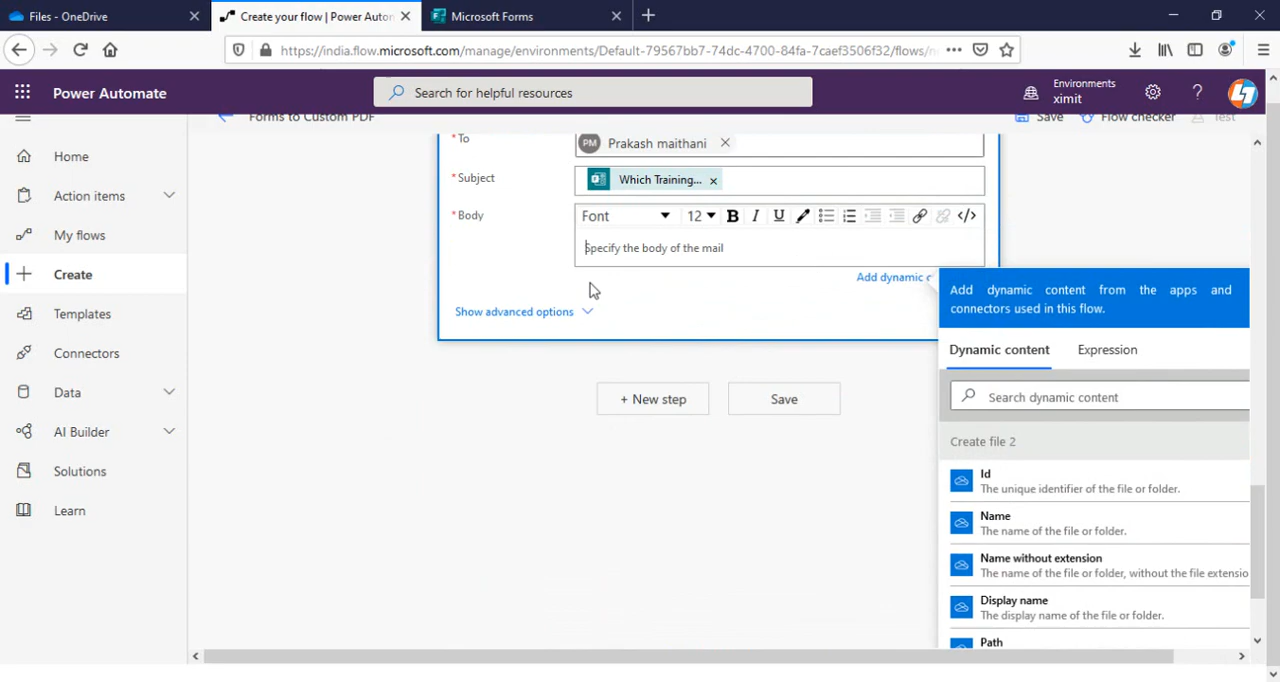 Files - OneDrive
Create your flow | Power Automa
Microsoft Forms
https://india.flow.microsoft.com/manage/environments/Default-79567bb7-74dc-4700-84fa-7caef3506f32/flows/n
Power Automate
Search for helpful resources
Environments
ximit
Forms to Custom PDF
Save
Flow checker
Test
Home
Action items
My flows
Create
Templates
Connectors
Data
AI Builder
Solutions
Learn
*To
PM Prakash maithani
*Subject
Which Training...
*Body
Font
12
B I U
Specify the body of the mail
Add dynamic c
Show advanced options
+ New step
Save
Add dynamic content from the apps and
connectors used in this flow.
Dynamic content
Expression
Search dynamic content
Create file 2
Id
The unique identifier of the file or folder.
Name
The name of the file or folder.
Name without extension
The name of the file or folder, without the file extensio
Display name
The display name of the file or folder.
Path